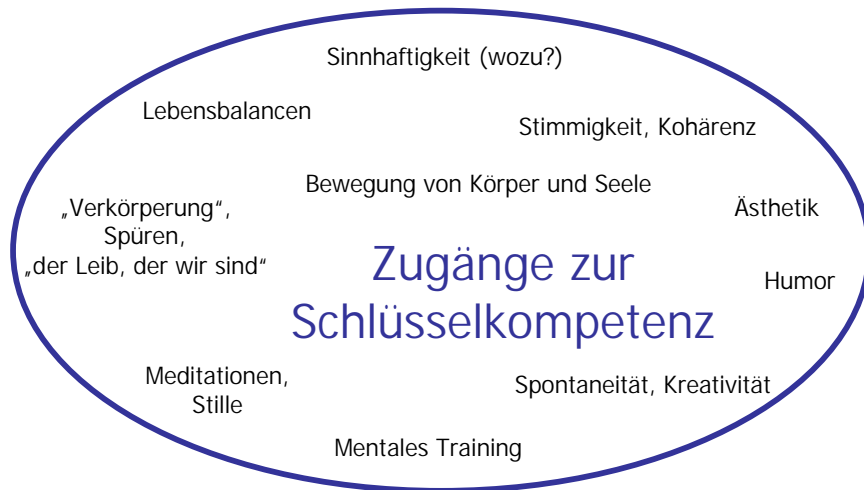 Sinnhaftigkeit (wozu?)
Lebensbalancen
Stimmigkeit, Kohärenz
Bewegung von Körper und Seele
„Verkörperung“,
Spüren,
„der Leib, der wir sind“
Ästhetik
Zugänge zur
Schlüsselkompetenz
Humor
Meditationen,
Stille
Spontaneität, Kreativität
Mentales Training